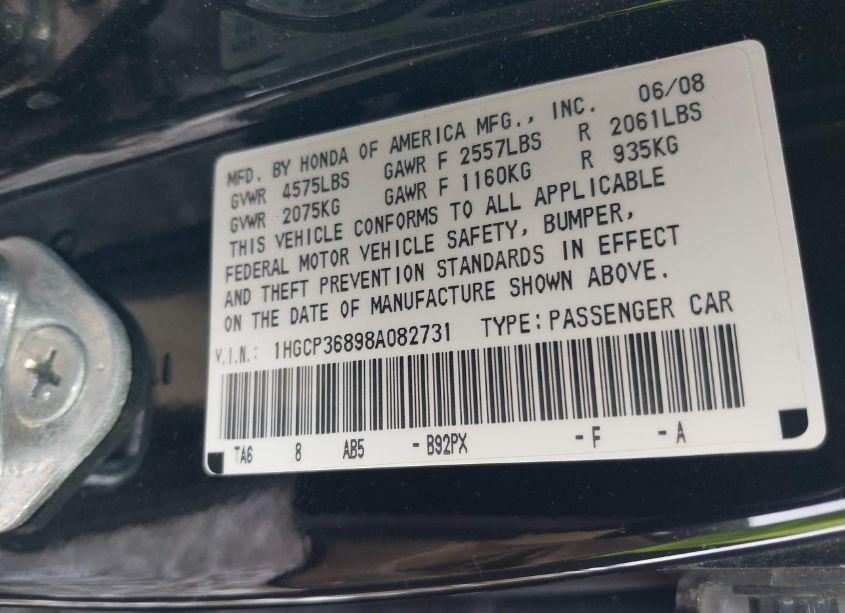 MFD. BY HONDA OF AMERICA MFG., INC. 06/08
GVWR 4575LBS GAWR F 2557LBS R 2061LBS
GVWR 2075KG GAWR F 1160KG R 935KG
THIS VEHICLE CONFORMS TO ALL APPLICABLE
FEDERAL MOTOR VEHICLE SAFETY, BUMPER,
AND THEFT PREVENTION STANDARDS IN EFFECT
ON THE DATE OF MANUFACTURE SHOWN ABOVE.
V.I.N.: 1HGCP36898A082731 TYPE:PASSENGER CAR
TA6 8 AB5 -B92PX -F -A